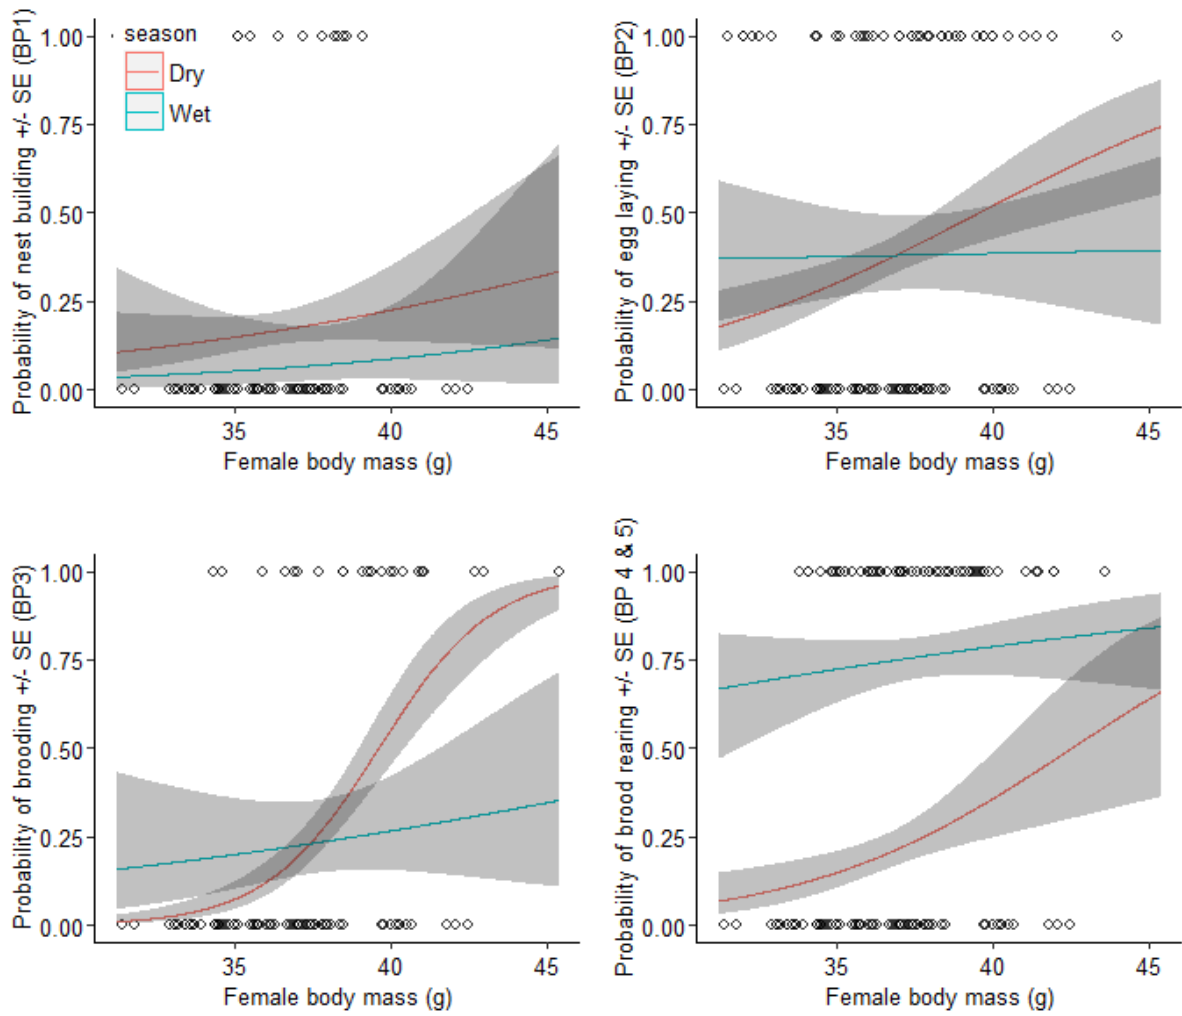 Probability of nest building +/- SE (BP1)
1.00
0.75
0.50
0.25
0.00
season
Dry
Wet
35
40
45
Female body mass (g)
Probability of egg laying +/- SE (BP2)
1.00
0.75
0.50
0.25
0.00
35
40
45
Female body mass (g)
Probability of brooding +/- SE (BP3)
1.00
0.75
0.50
0.25
0.00
35
40
45
Female body mass (g)
Probability of brood rearing +/- SE (BP 4 & 5)
1.00
0.75
0.50
0.25
0.00
35
40
45
Female body mass (g)